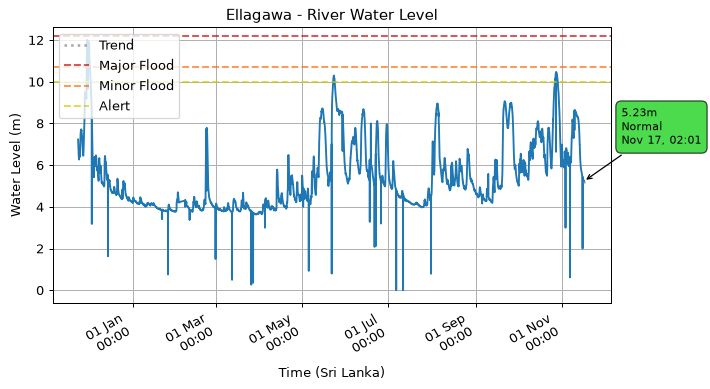 Ellagawa - River Water Level
Water Level (m)
12
10
8
6
4
2
0
Trend
Major Flood
Minor Flood
Alert
5.23m
Normal
Nov 17, 02:01
01 Jan
00:00
01 Mar
00:00
01 May
00:00
01 Jul
00:00
01 Sep
00:00
01 Nov
00:00
Time (Sri Lanka)